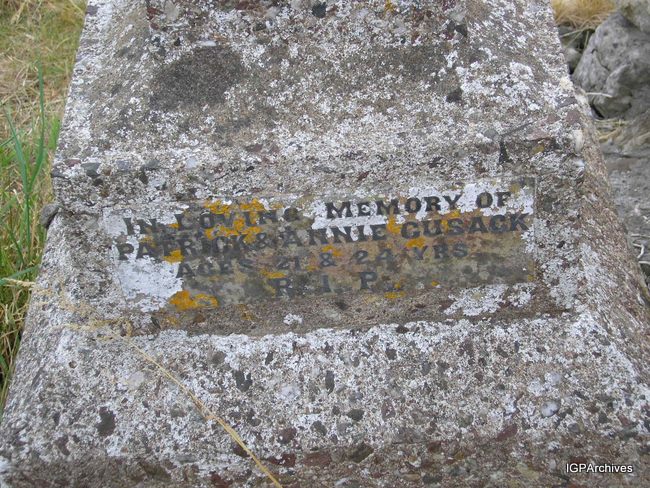 IN LOVING MEMORY OF
PATRICK & ANNIE CUSACK
AGES 21 & 24 YRS
R.I.P.
IGPArchives